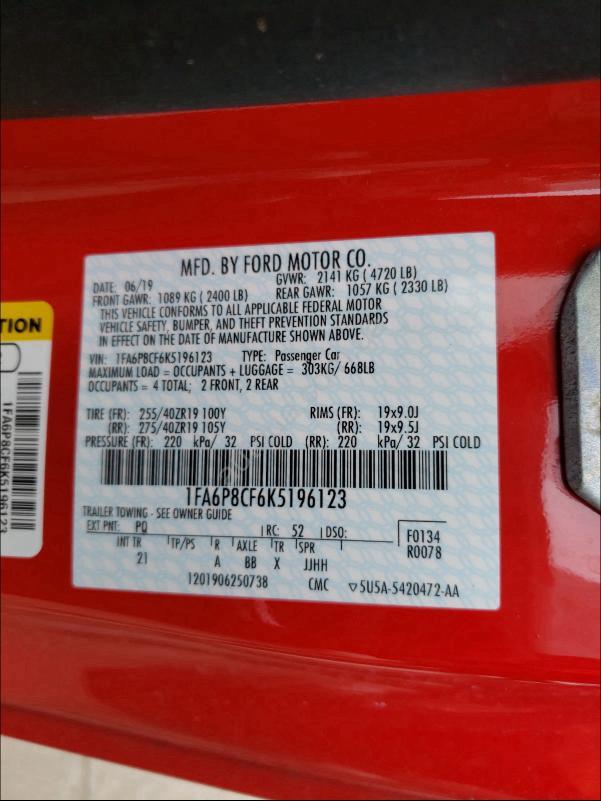 MFD. BY FORD MOTOR CO.
DATE: 06/19 GVWR: 2141 KG ( 4720 LB)
FRONT GAWR: 1089 KG ( 2400 LB) REAR GAWR: 1057 KG ( 2330 LB)
THIS VEHICLE CONFORMS TO ALL APPLICABLE FEDERAL MOTOR
VEHICLE SAFETY, BUMPER, AND THEFT PREVENTION STANDARDS
IN EFFECT ON THE DATE OF MANUFACTURE SHOWN ABOVE.
VIN: 1FA6P8CF6K5196123 TYPE: Passenger Car
MAXIMUM LOAD = OCCUPANTS + LUGGAGE = 303KG/ 668LB
OCCUPANTS = 4 TOTAL; 2 FRONT, 2 REAR
TIRE (FR): 255/40ZR19 100Y RIMS (FR): 19x9.0J
(RR): 275/40ZR19 105Y (RR): 19x9.5J
PRESSURE (FR): 220 kPa/ 32 PSI COLD (RR): 220 kPa/ 32 PSI COLD
1FA6P8CF6K5196123
TRAILER TOWING - SEE OWNER GUIDE
EXT PNT: PQ RC: 52 DSO: F0134
INT TR TP/PS R AXLE TR SPR R0078
21 A BB X JJHH
1201906250738 CMC ▽5U5A-5420472-AA
TION
1FA6P8CF6K5196123